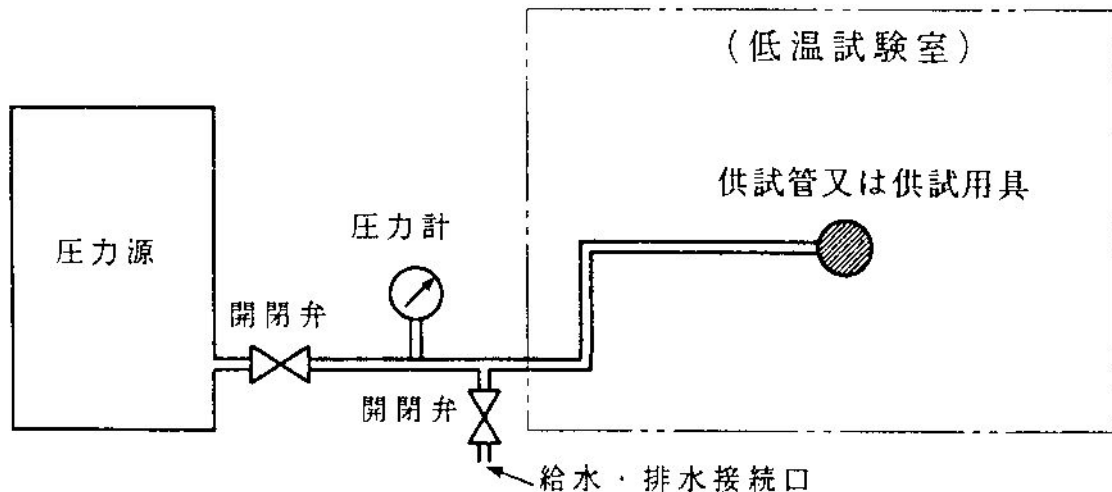 (低温試験室)
供試管又は供試用具
圧力計
圧力源
開閉弁
開閉弁
給水・排水接続口